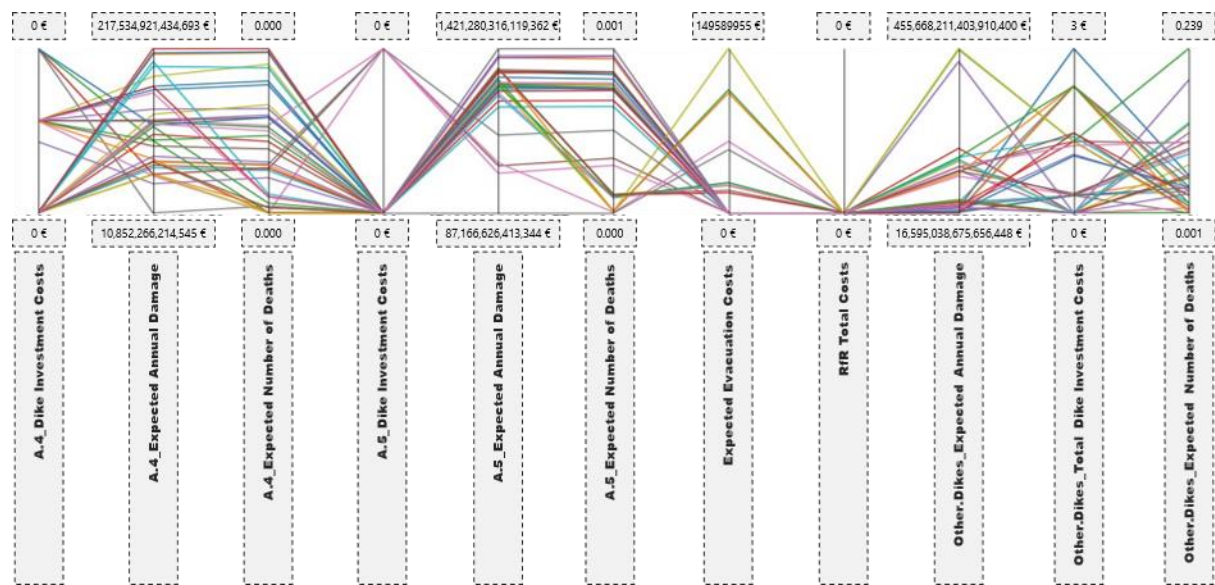 0 €
217,534,921,434,693 €
0.000
0 €
1,421,280,316,119,362 €
0.001
149589955 €
0 €
455,668,211,403,910,400 €
3 €
0.239
0 €
10,852,266,214,545 €
0.000
0 €
87,166,626,413,344 €
0.000
0 €
0 €
16,595,038,675,656,448 €
0 €
0.001
A.4_Dike Investment Costs
A.4_Expected Annual Damage
A.4_Expected Number of Deaths
A.5_Dike Investment Costs
A.5_Expected Annual Damage
A.5_Expected Number of Deaths
Expected Evacuation Costs
RfR Total Costs
Other.Dikes_Expected Annual Damage
Other.Dikes_Total Dike Investment Costs
Other.Dikes_Expected Number of Deaths